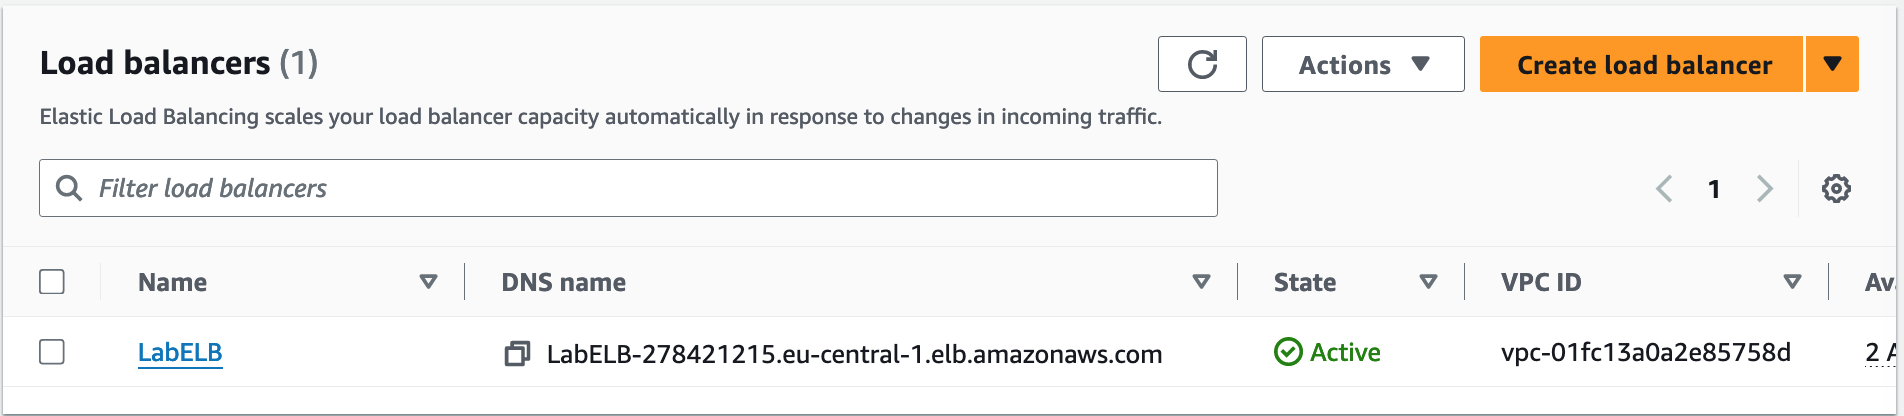 Load balancers (1)
Actions
Create load balancer
Elastic Load Balancing scales your load balancer capacity automatically in response to changes in incoming traffic.
Filter load balancers
1
Name DNS name State VPC ID Ava
LabELB LabELB-278421215.eu-central-1.elb.amazonaws.com Active vpc-01fc13a0a2e85758d 2 A